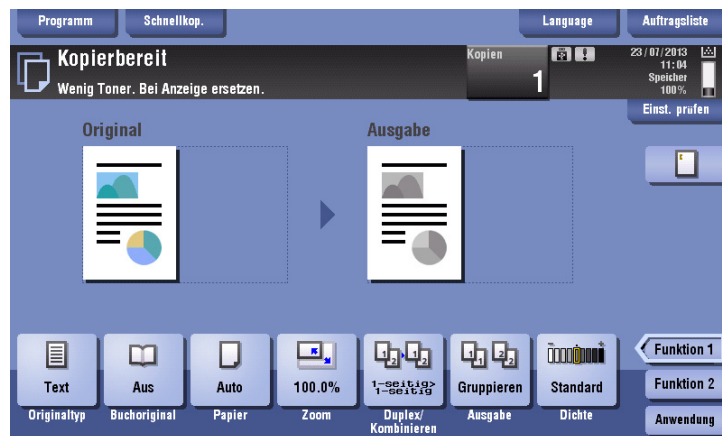 Programm
Schnellkop.
Language
Auftragsliste
Kopierbereit
Wenig Toner. Bei Anzeige ersetzen.
Kopien
1
23/07/2013
11:04
Speicher
100%
Einst. prüfen
Original
Ausgabe
Text
Aus
Auto
100.0%
1-seitig>
1-seitig
Gruppieren
Standard
Originaltyp
Buchoriginal
Papier
Zoom
Duplex/
Kombinieren
Ausgabe
Dichte
Funktion 1
Funktion 2
Anwendung